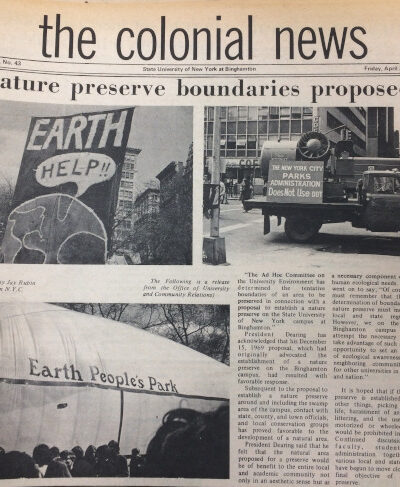 the colonial news
No. 43
State University of New York at Binghamton
Friday, April
ature preserve boundaries propose
EARTH
HELP!!
THE NEW YORK CITY
PARKS
ADMINISTRATION
Does Not Use DDT
by Jay Rubin
N.Y.C.
The Following is a release
from the Office of University
and Community Relations)
Earth People's Park
"The Ad Hoc Committee on
the University Environment has
determined the tentative
boundaries of an area to be
preserved in connection with a
proposal to establish a nature
preserve on the State University
of New York campus at
Binghamton."
President Dearing has
acknowledged that his December
15, 1969 proposal, which had
originally advocated the
establishment of a nature
preserve on the Binghamton
campus, had resulted with
favorable response.
Subsequent to the proposal to
establish a nature preserve
around and including the swamp
area of the campus, contact with
state, county, and town officials,
and local conservation groups
has proved favorable to the
development of a natural area.
President Dearing said that he
felt that the natural area
proposed for a preserve would
be of benefit to the entire local
and academic community not
only in an aesthetic sense but as
a necessary component o
human ecological needs.
went on to say, "Of cou
must remember that t
determination of bounda
nature preserve must inv
local and state reg
However, we on the
Binghamton campus
attempt the necessary
take advantage of such
opportunity to set an
of ecological awareness
neighboring communit
for other universities in
and nation".
It is hoped that if t
preserve is established
other things, picking
life, harassment of an
littering, and the use
motorized or wheele
would be prohibited in
Continued discuss
faculty, student
administration togeth
various local and state
have begun to move clo
final objective of
preserve.